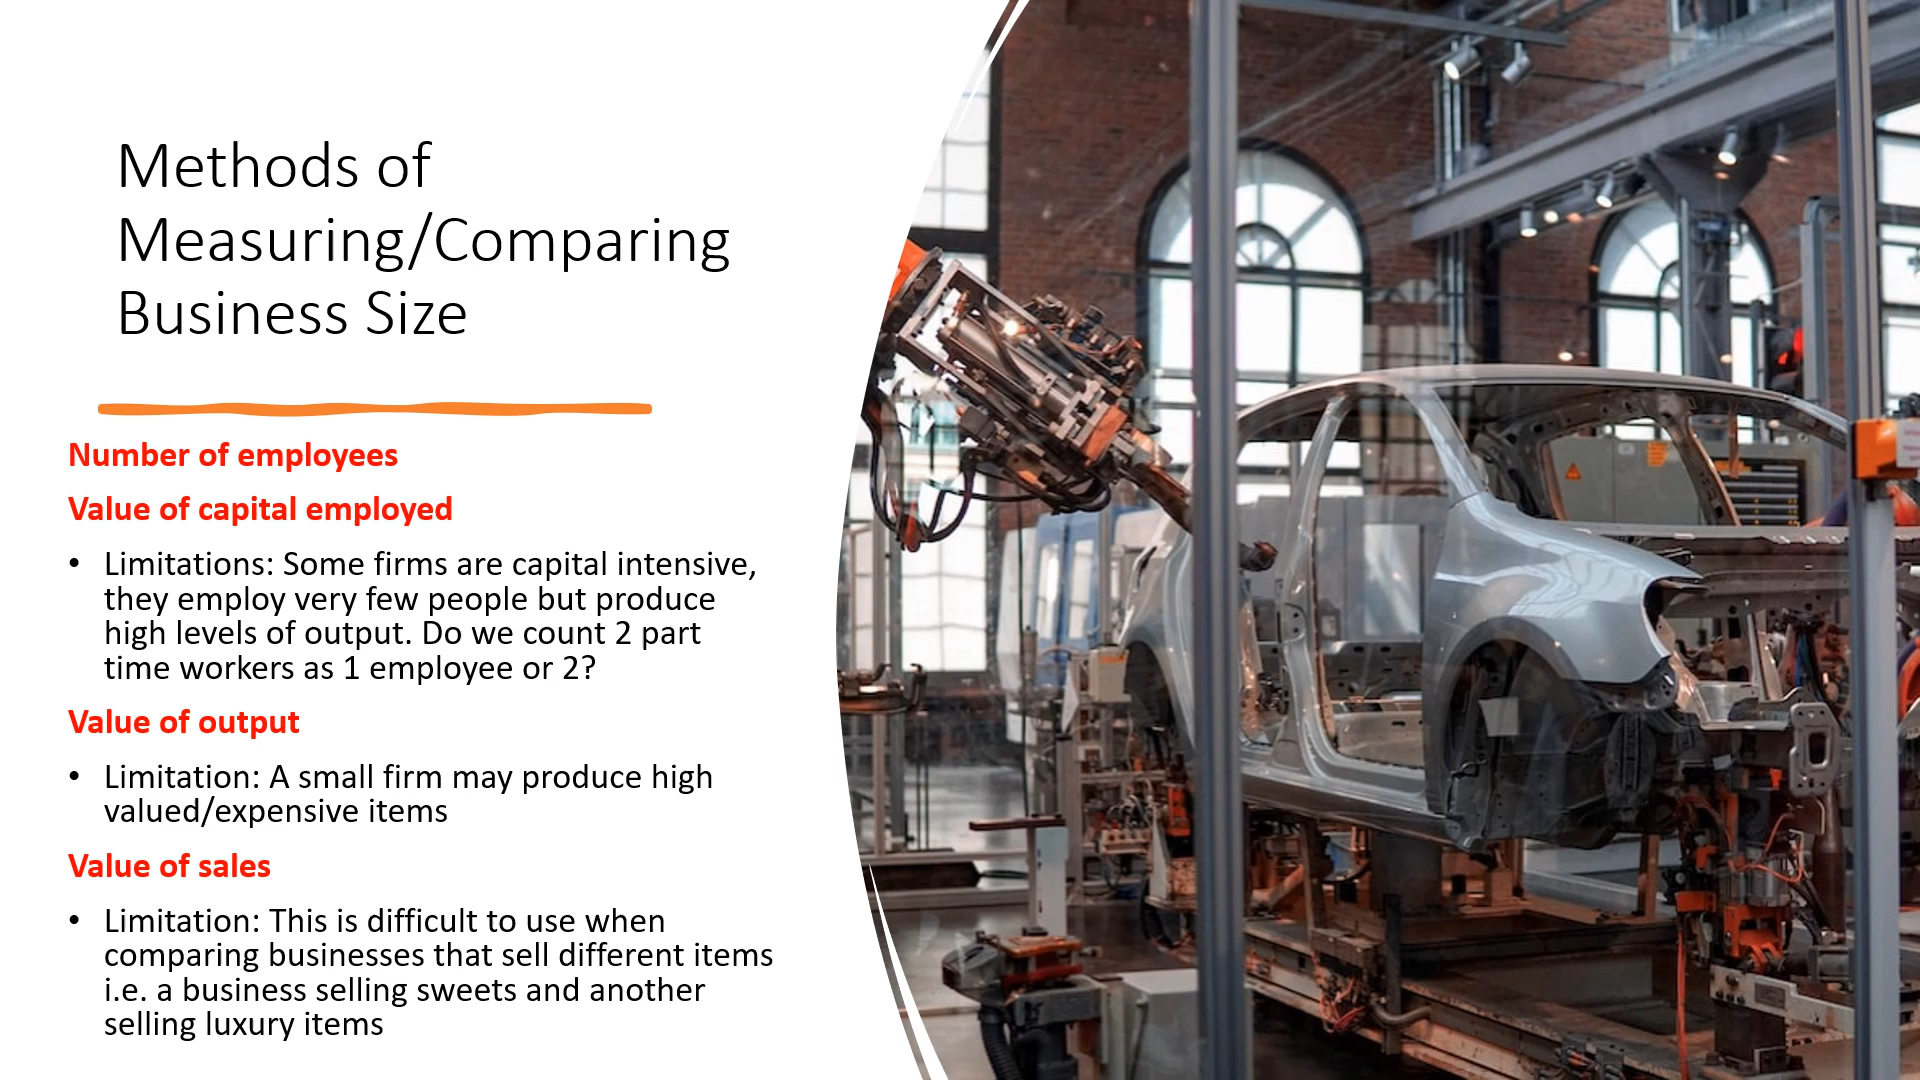 Methods of
Measuring/Comparing
Business Size
Number of employees
Value of capital employed
• Limitations: Some firms are capital intensive,
they employ very few people but produce
high levels of output. Do we count 2 part
time workers as 1 employee or 2?
Value of output
• Limitation: A small firm may produce high
valued/expensive items
Value of sales
• Limitation: This is difficult to use when
comparing businesses that sell different items
i.e. a business selling sweets and another
selling luxury items